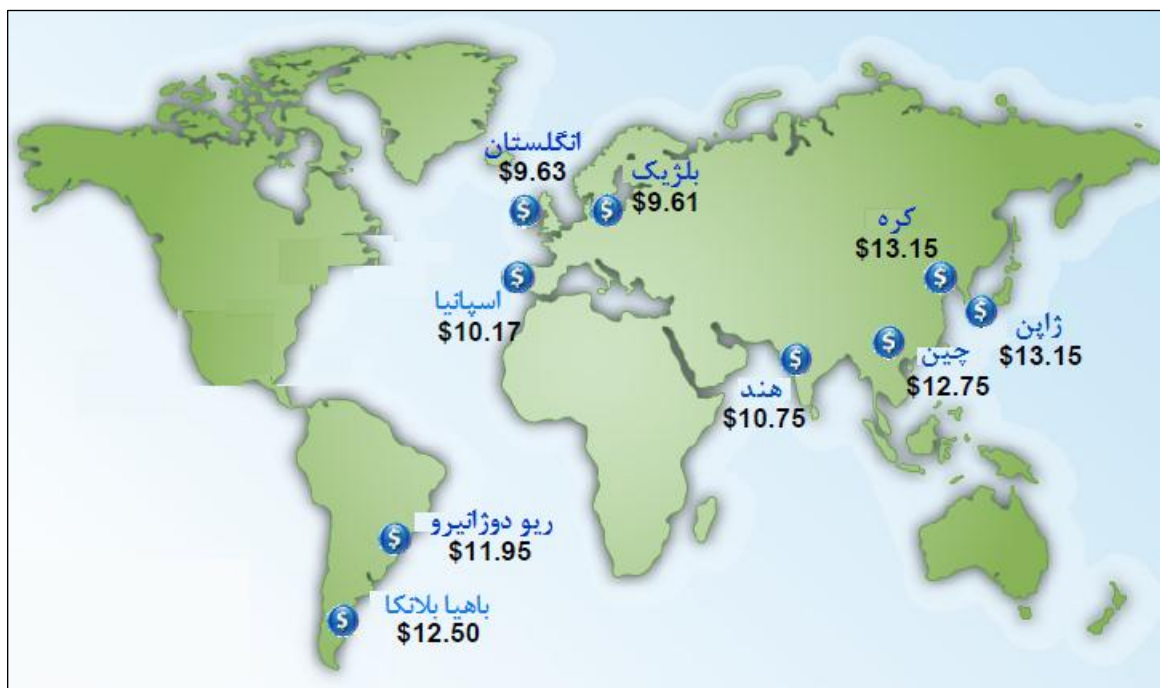 انگلستان
$9.63
بلژیک
$9.61
کره
$13.15
اسپانیا
$10.17
ژاپن
$13.15
چین
$12.75
هند
$10.75
ریو دوژانیرو
$11.95
باهیا بلانکا
$12.50